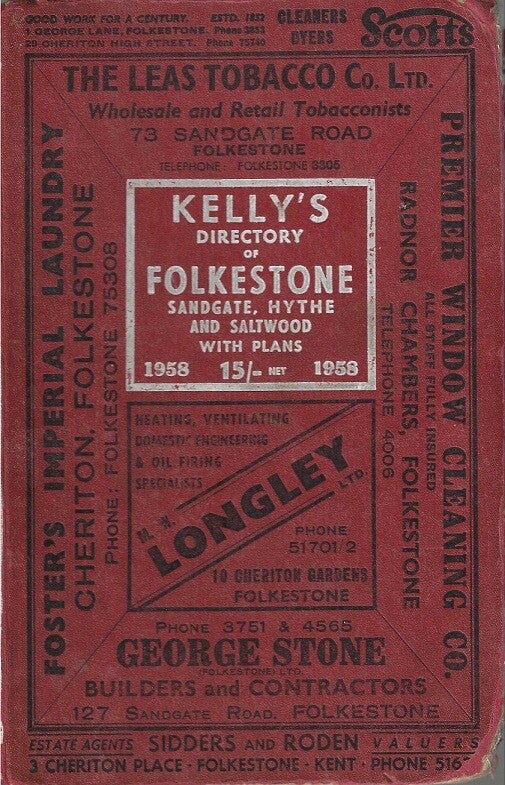 GOOD WORK FOR A CENTURY. ESTD. 1852
1 GEORGE LANE, FOLKESTONE. Phone 3853
29 CHERITON HIGH STREET. Phone 75740
CLEANERS
DYERS
Scotts
THE LEAS TOBACCO CO. LTD.
Wholesale and Retail Tobacconists
73 SANDGATE ROAD
FOLKESTONE
TELEPHONE: FOLKESTONE 3305
FOSTER'S IMPERIAL LAUNDRY
CHERITON, FOLKESTONE
PHONE: FOLKESTONE 75308
KELLY'S
DIRECTORY
OF
FOLKESTONE
SANDGATE, HYTHE
AND SALTWOOD
WITH PLANS
1958 15/- NET 1958
PREMIER WINDOW CLEANING CO.
ALL STAFF FULLY INSURED
RADNOR CHAMBERS, FOLKESTONE
TELEPHONE 4006
HEATING, VENTILATING
DOMESTIC ENGINEERING
& OIL FIRING
SPECIALISTS
LONGLEY LTD.
PHONE
51701/2
10 CHERITON GARDENS
FOLKESTONE
PHONE 3751 & 4565
GEORGE STONE
(FOLKESTONE) LTD
BUILDERS and CONTRACTORS
127 SANDGATE ROAD, FOLKESTONE
ESTATE AGENTS SIDDERS AND RODEN VALUERS
3 CHERITON PLACE · FOLKESTONE · KENT · PHONE 516